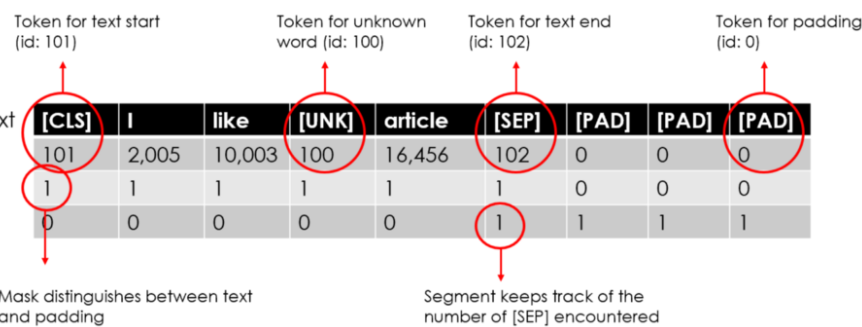 Token for text start
(id: 101)
Token for unknown
word (id: 100)
Token for text end
(id: 102)
Token for padding
(id: 0)
xt [CLS] I like [UNK] article [SEP] [PAD] [PAD] [PAD]
101 2,005 10,003 100 16,456 102 0 0 0
1 1 1 1 1 1 0 0 0
0 0 0 0 0 1 1 1 1
Mask distinguishes between text
and padding
Segment keeps track of the
number of [SEP] encountered